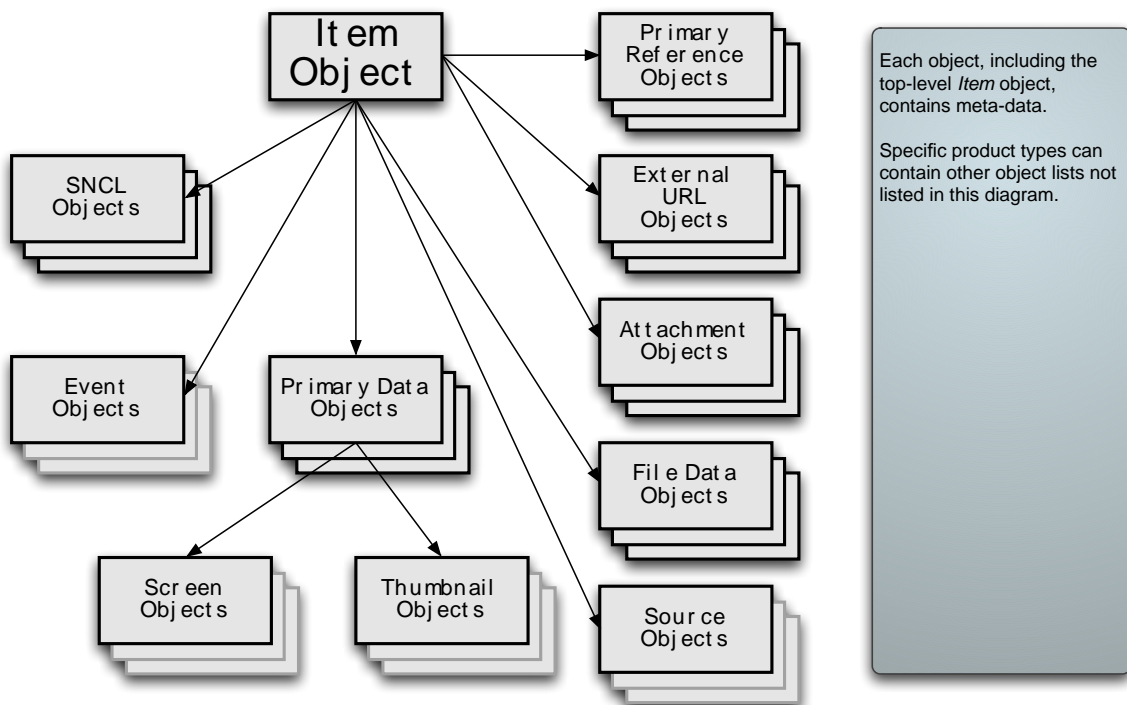 Item
Object
Primary
Reference
Objects
Each object, including the
top-level Item object,
contains meta-data.
Specific product types can
contain other object lists not
listed in this diagram.
SNCL
Objects
External
URL
Objects
Attachment
Objects
Event
Objects
Primary Data
Objects
File Data
Objects
Screen
Objects
Thumbnail
Objects
Source
Objects